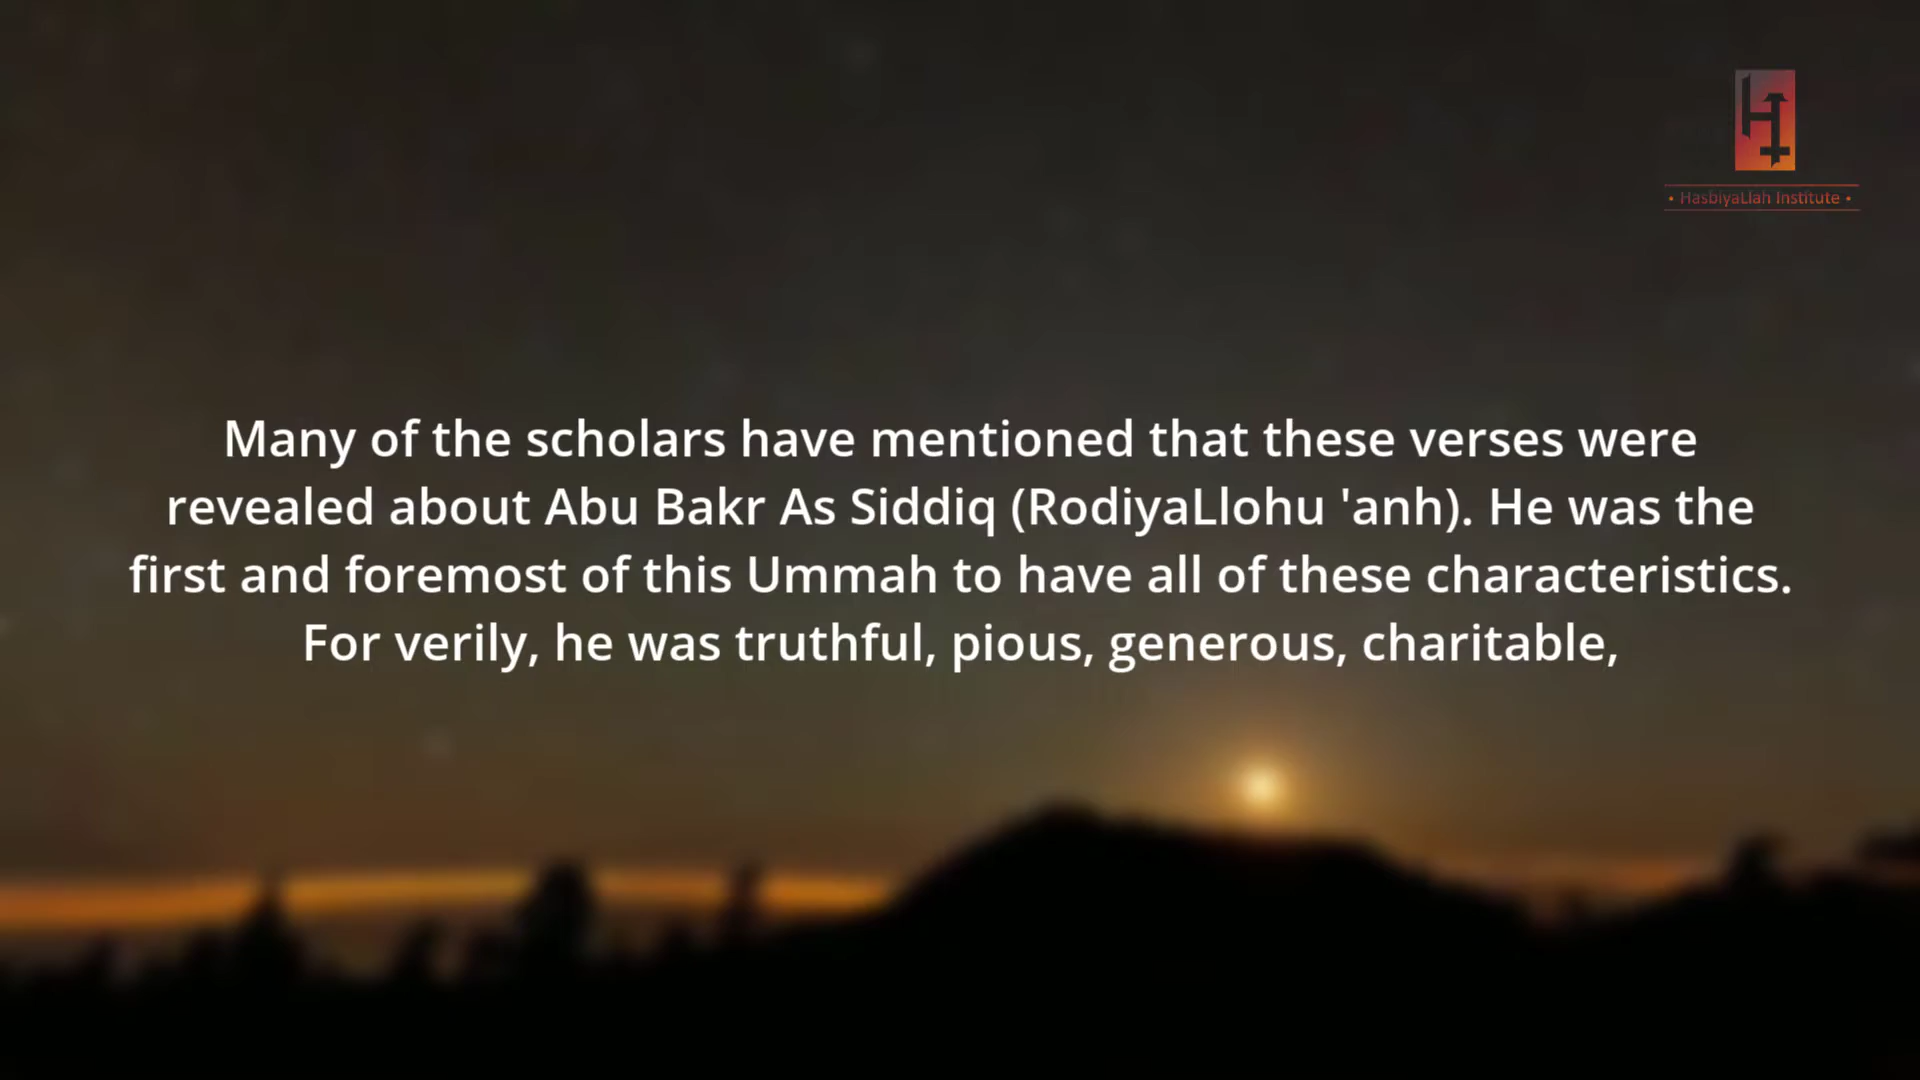 • HasbiyaLlah Institute •
Many of the scholars have mentioned that these verses were
revealed about Abu Bakr As Siddiq (RodiyaLlohu 'anh). He was the
first and foremost of this Ummah to have all of these characteristics.
For verily, he was truthful, pious, generous, charitable,